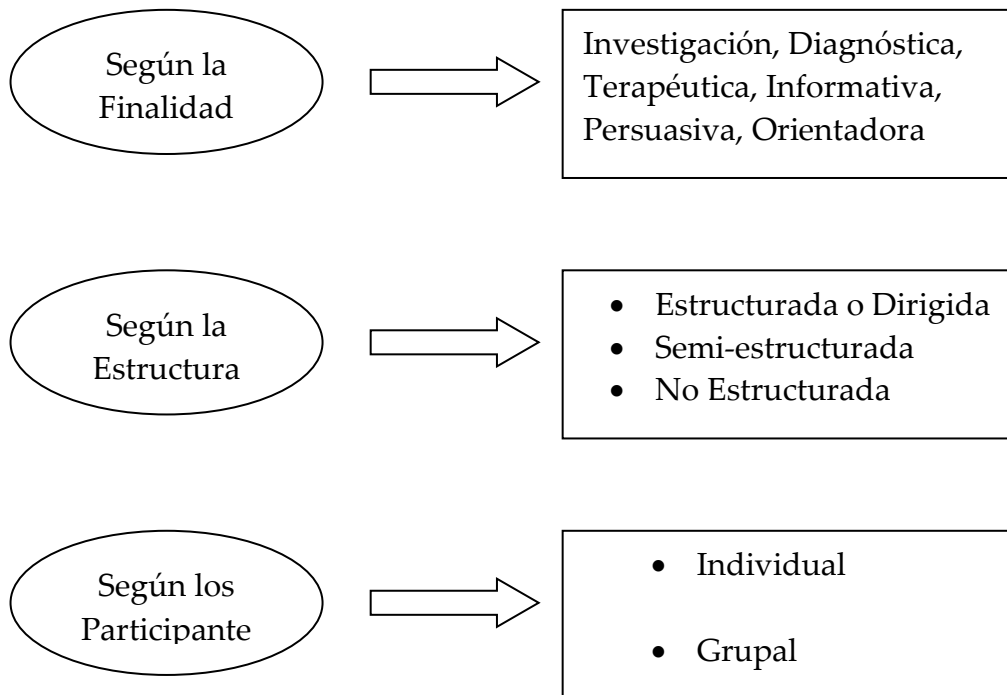 Según la
Finalidad
Investigación, Diagnóstica,
Terapéutica, Informativa,
Persuasiva, Orientadora
Según la
Estructura
• Estructurada o Dirigida
• Semi-estructurada
• No Estructurada
Según los
Participante
• Individual
• Grupal